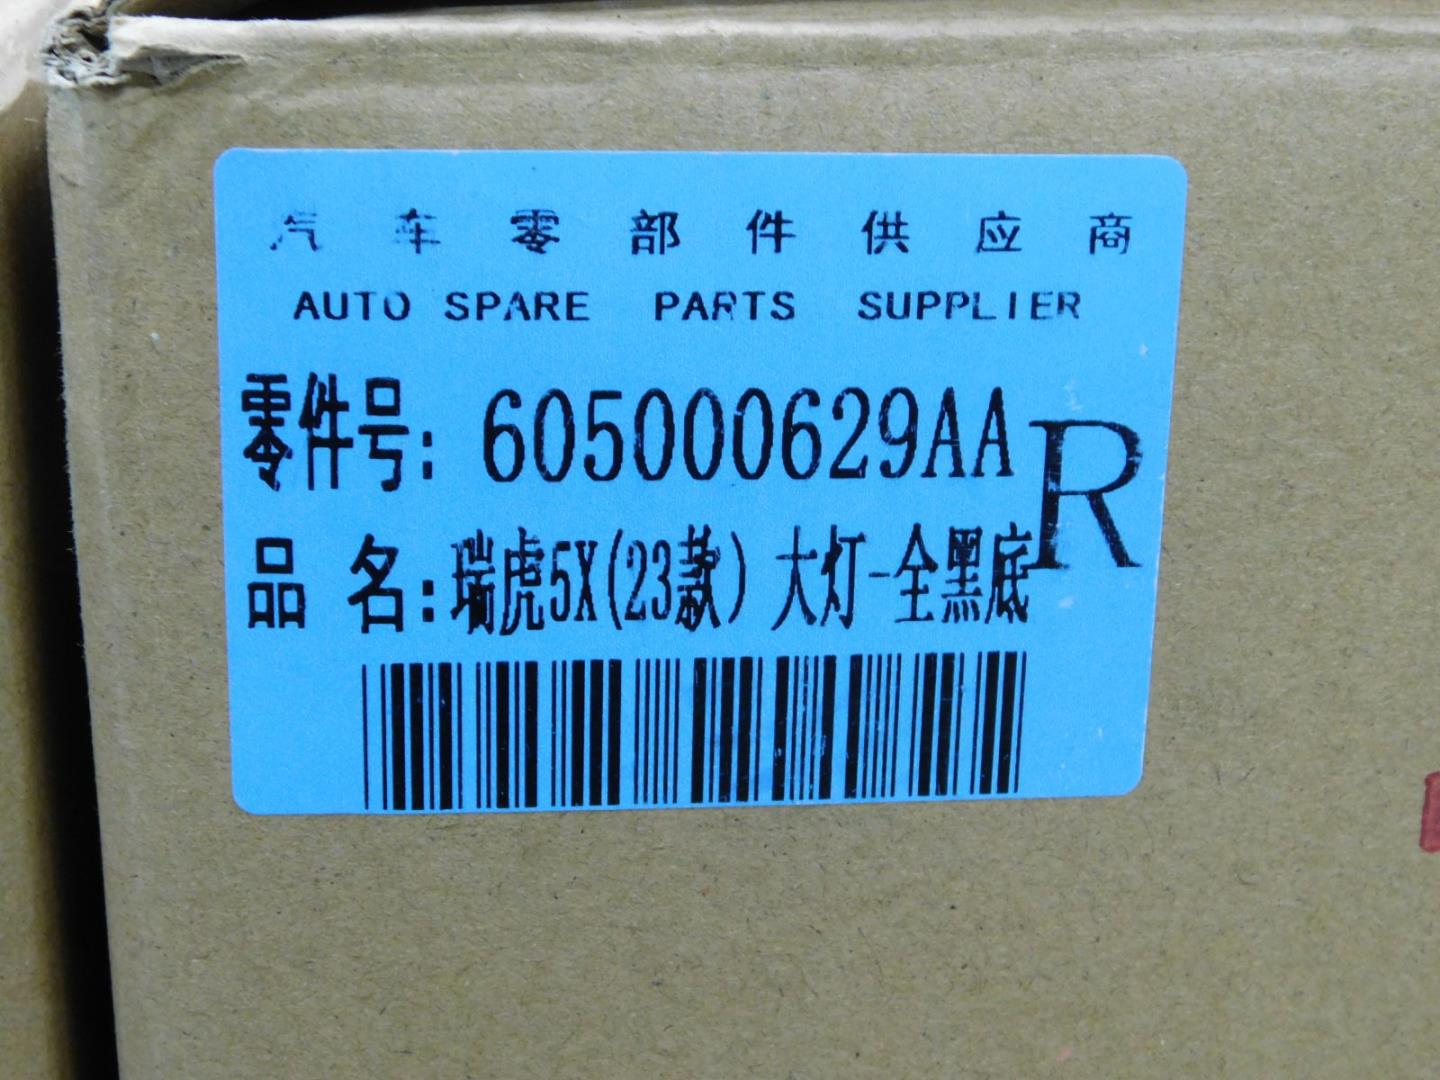 汽车零部件供应商
AUTO SPARE PARTS SUPPLIER
零件号: 605000629AA
R
品 名: 瑞虎5X(23款) 大灯-全黑底